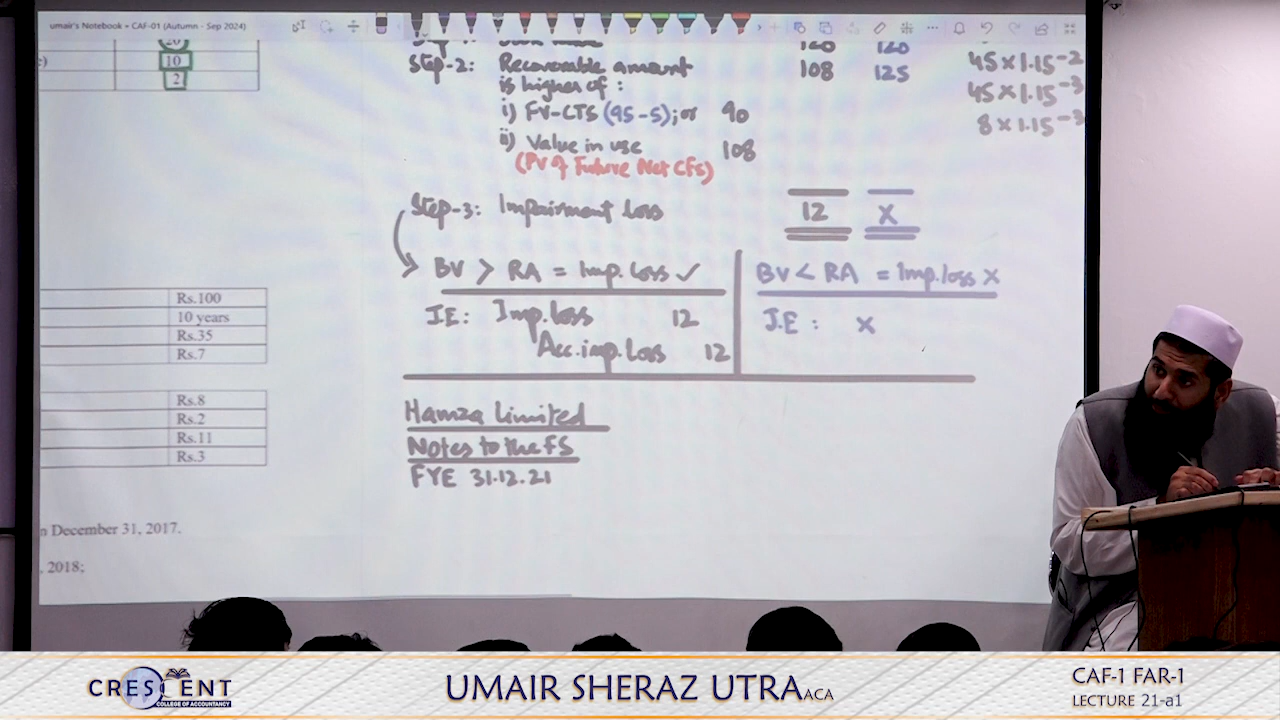 umair's Notebook » CAF-01 (Autumn - Sep 2024)
20
10
2
120 120
Step-2: Recoverable amount 108 125
is higher of :
i) FV-CTS (95-5); or 90
ii) Value in use 108
(PV of Future Net CFs)
45 x 1.15-2
45 x 1.15-3
8 x 1.15-3
Step-3: Impairment Loss 12 x
BV > RA = Imp. Loss ✓
J.E: Imp. loss 12
Acc. imp. Loss 12
BV < RA = Imp. loss x
J.E : x
Hamza Limited
Notes to the FS
FYE 31.12.21
Rs.100
10 years
Rs.35
Rs.7
Rs.8
Rs.2
Rs.11
Rs.3
December 31, 2017.
2018;
CRESCENT
COLLEGE OF ACCOUNTANCY
UMAIR SHERAZ UTRA ACA
CAF-1 FAR-1
LECTURE 21-a1